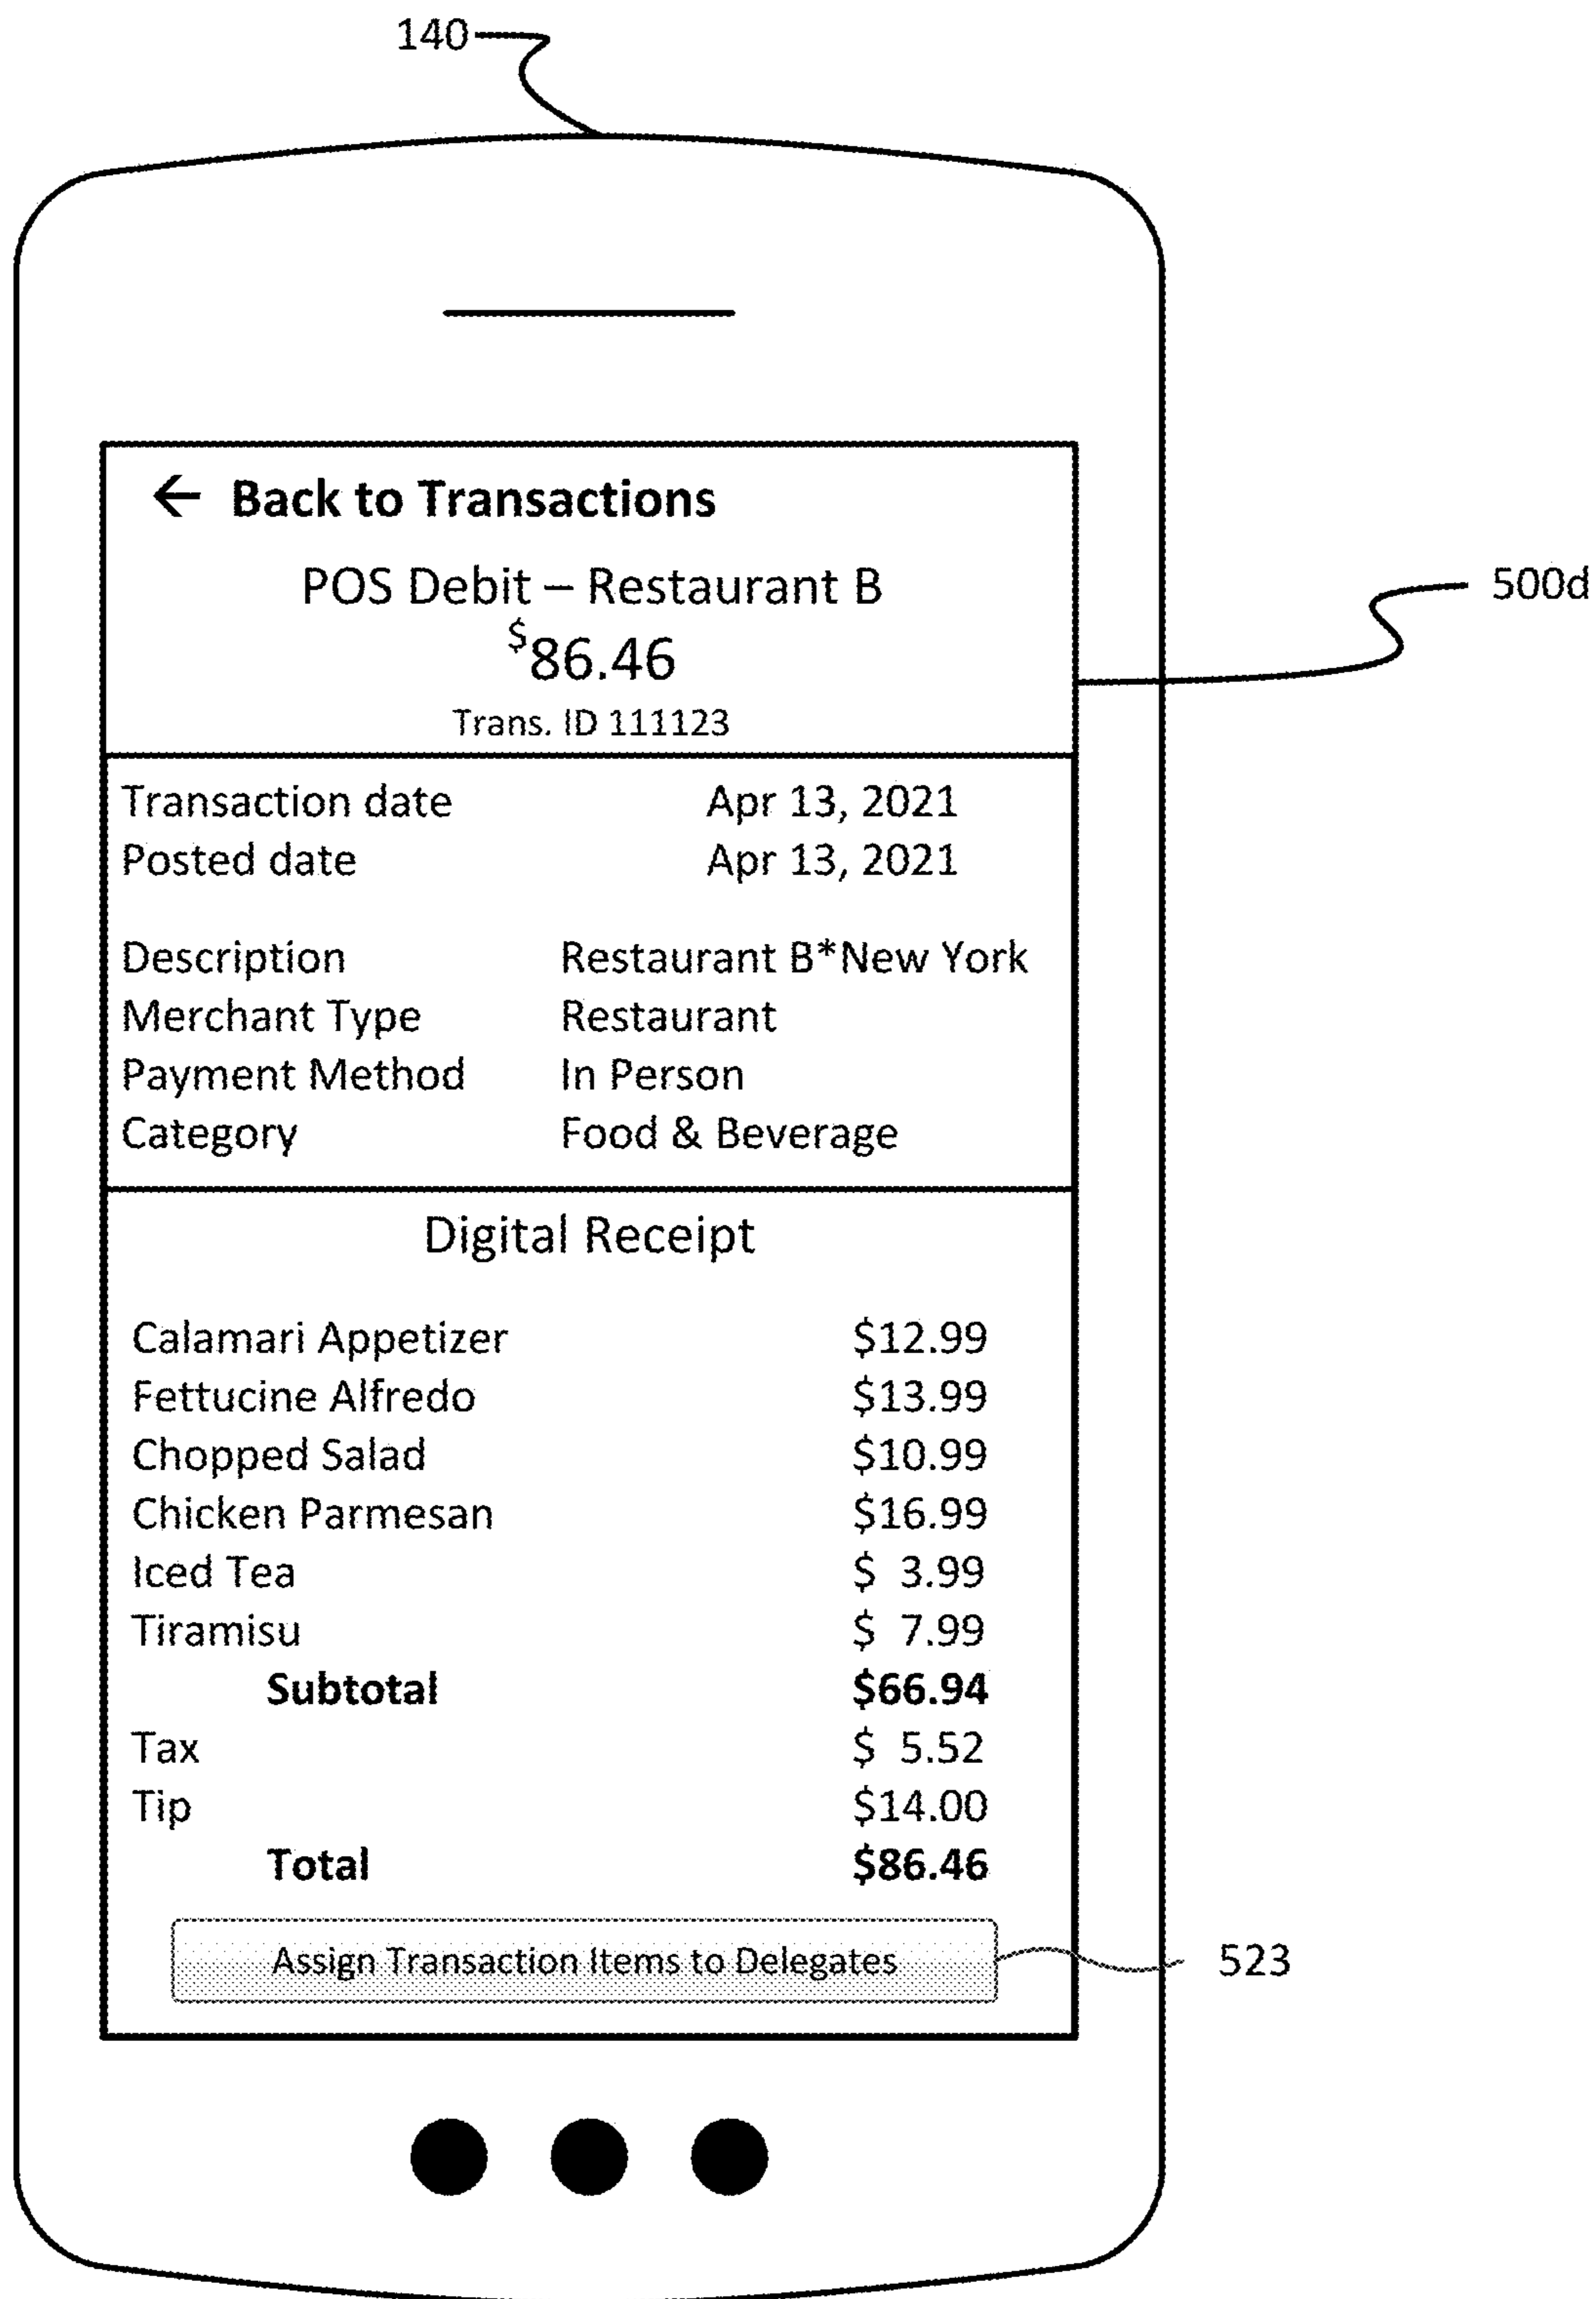 140
← Back to Transactions
POS Debit – Restaurant B
500d
$86.46
Trans. ID 111123
Transaction date Apr 13, 2021
Posted date Apr 13, 2021
Description Restaurant B*New York
Merchant Type Restaurant
Payment Method In Person
Category Food & Beverage
Digital Receipt
Calamari Appetizer $12.99
Fettucine Alfredo $13.99
Chopped Salad $10.99
Chicken Parmesan $16.99
Iced Tea $ 3.99
Tiramisu $ 7.99
Subtotal $66.94
Tax $ 5.52
Tip $14.00
Total $86.46
Assign Transaction Items to Delegates 523